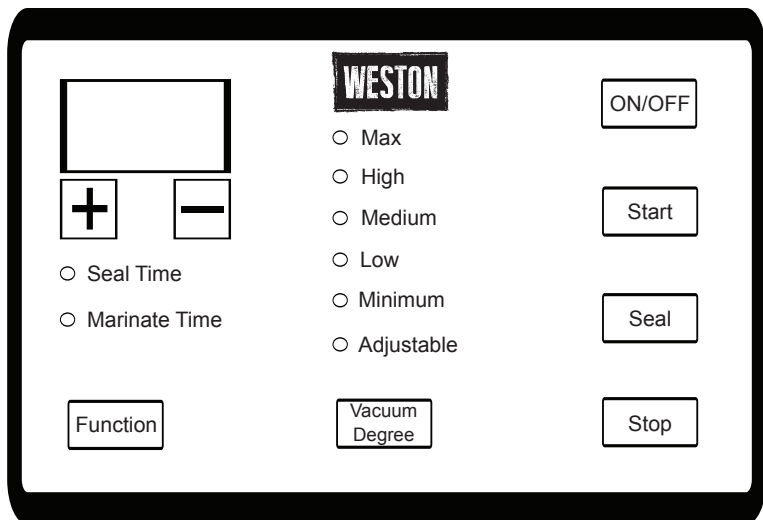 WESTON
ON/OFF
Max
High
+
−
Start
Medium
Low
Seal Time
Minimum
Marinate Time
Seal
Adjustable
Function
Vacuum
Degree
Stop